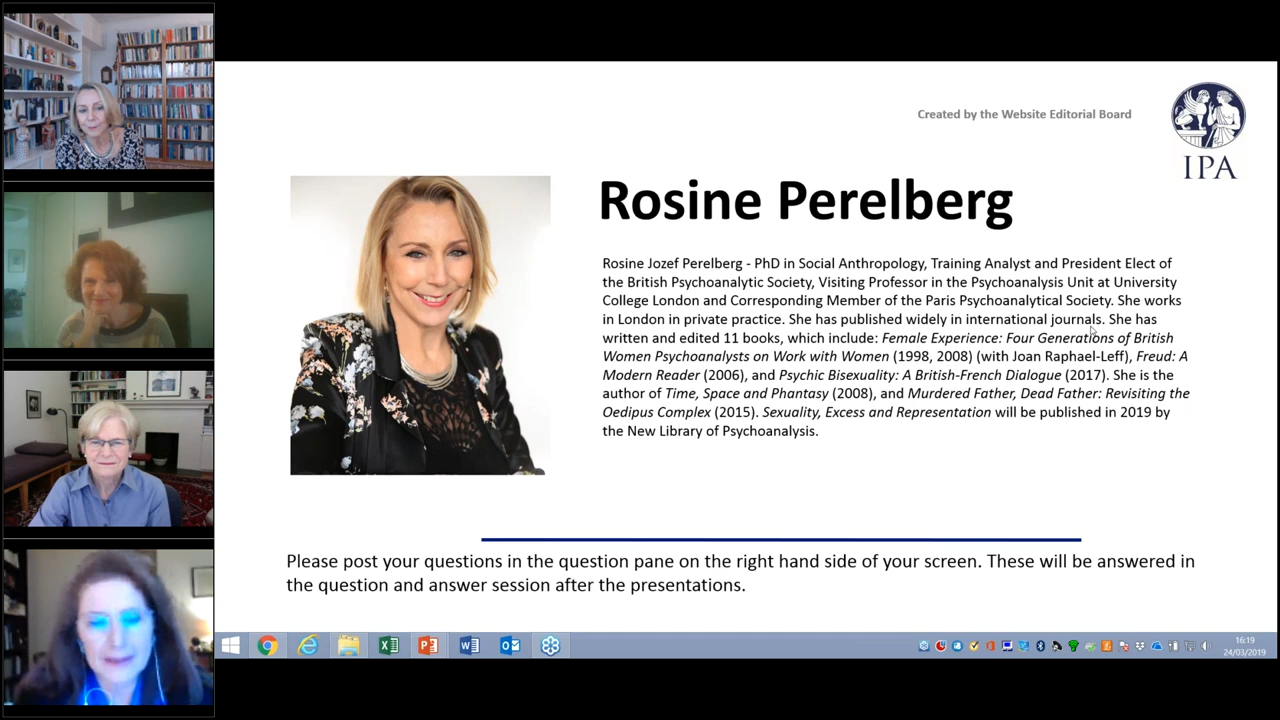 Created by the Website Editorial Board
IPA
Rosine Perelberg
Rosine Jozef Perelberg - PhD in Social Anthropology, Training Analyst and President Elect of
the British Psychoanalytic Society, Visiting Professor in the Psychoanalysis Unit at University
College London and Corresponding Member of the Paris Psychoanalytical Society. She works
in London in private practice. She has published widely in international journals. She has
written and edited 11 books, which include: Female Experience: Four Generations of British
Women Psychoanalysts on Work with Women (1998, 2008) (with Joan Raphael-Leff), Freud: A
Modern Reader (2006), and Psychic Bisexuality: A British-French Dialogue (2017). She is the
author of Time, Space and Phantasy (2008), and Murdered Father, Dead Father: Revisiting the
Oedipus Complex (2015). Sexuality, Excess and Representation will be published in 2019 by
the New Library of Psychoanalysis.
Please post your questions in the question pane on the right hand side of your screen. These will be answered in
the question and answer session after the presentations.
16:19
24/03/2019